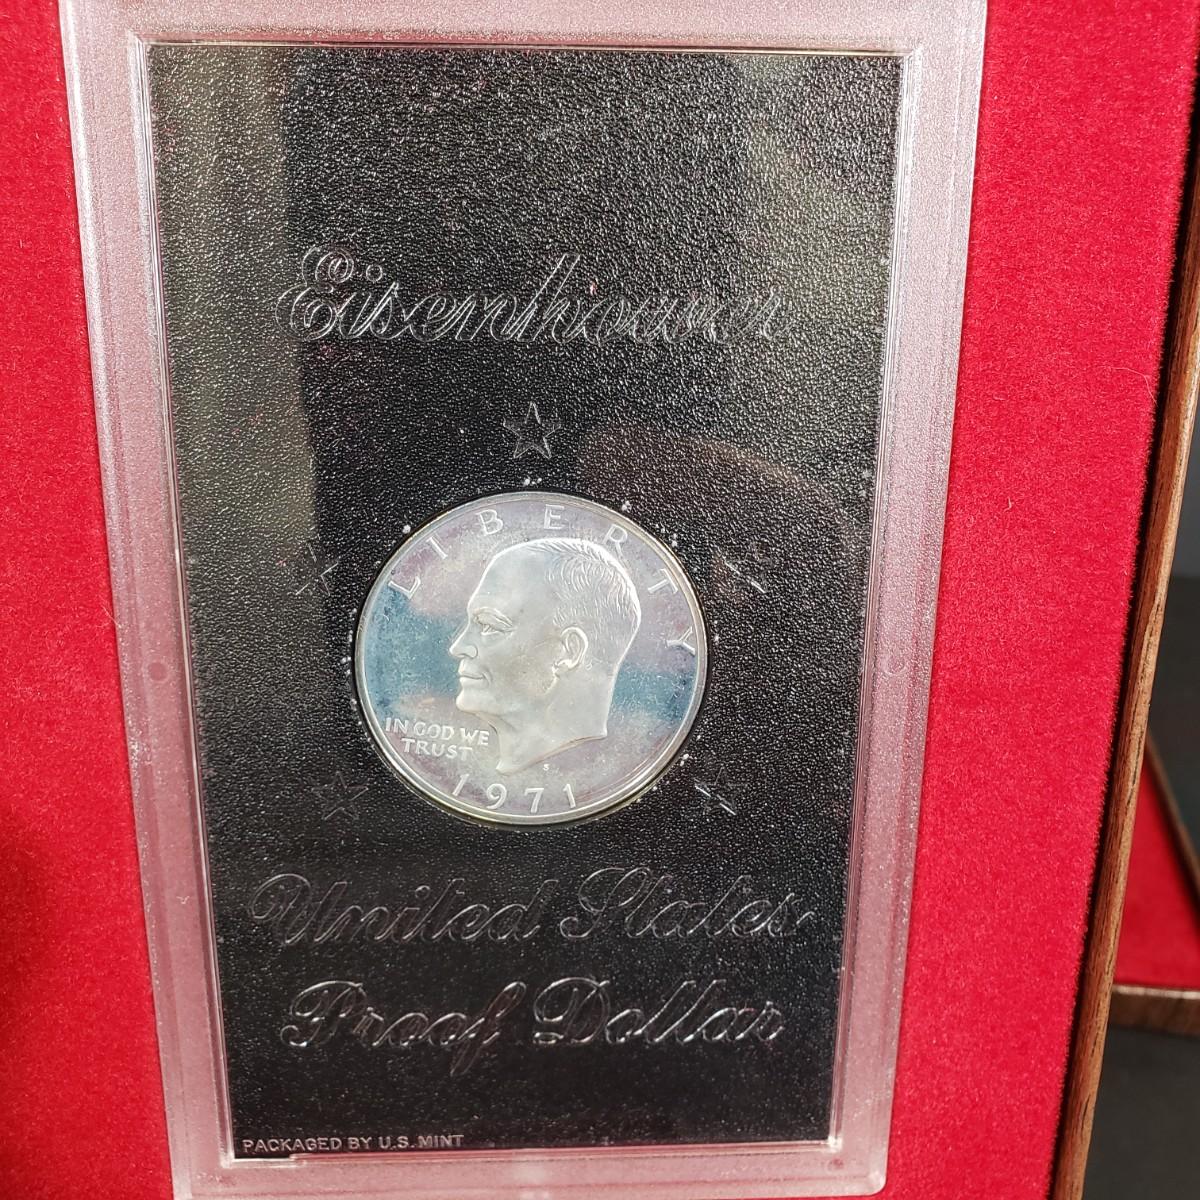 Eisenhower
LIBERTY
IN GOD WE
TRUST
S
1971
United States
Proof Dollar
PACKAGED BY U.S. MINT